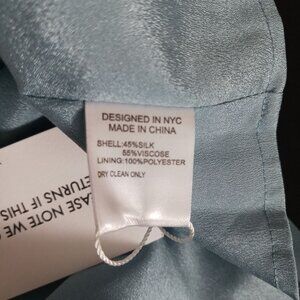 DESIGNED IN NYC
MADE IN CHINA
SHELL:45%SILK
55%VISCOSE
LINING:100%POLYESTER
DRY CLEAN ONLY
ASE NOTE WE
ETURNS IF THIS